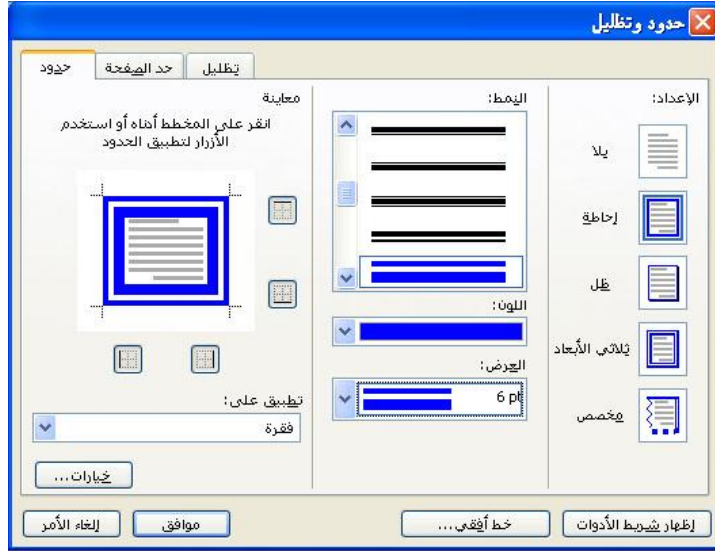 حدود وتظليل
حدود
حد الصفحة
تظليل
الإعداد:
بلا
إحاطة
ظل
ثلاثي الأبعاد
مخصص
النمط:
اللون:
العرض:
6 pt
معاينة
انقر على المخطط أدناه أو استخدم
الأزرار لتطبيق الحدود
تطبيق على:
فقرة
خيارات...
إظهار شريط الأدوات
خط أفقي...
موافق
إلغاء الأمر